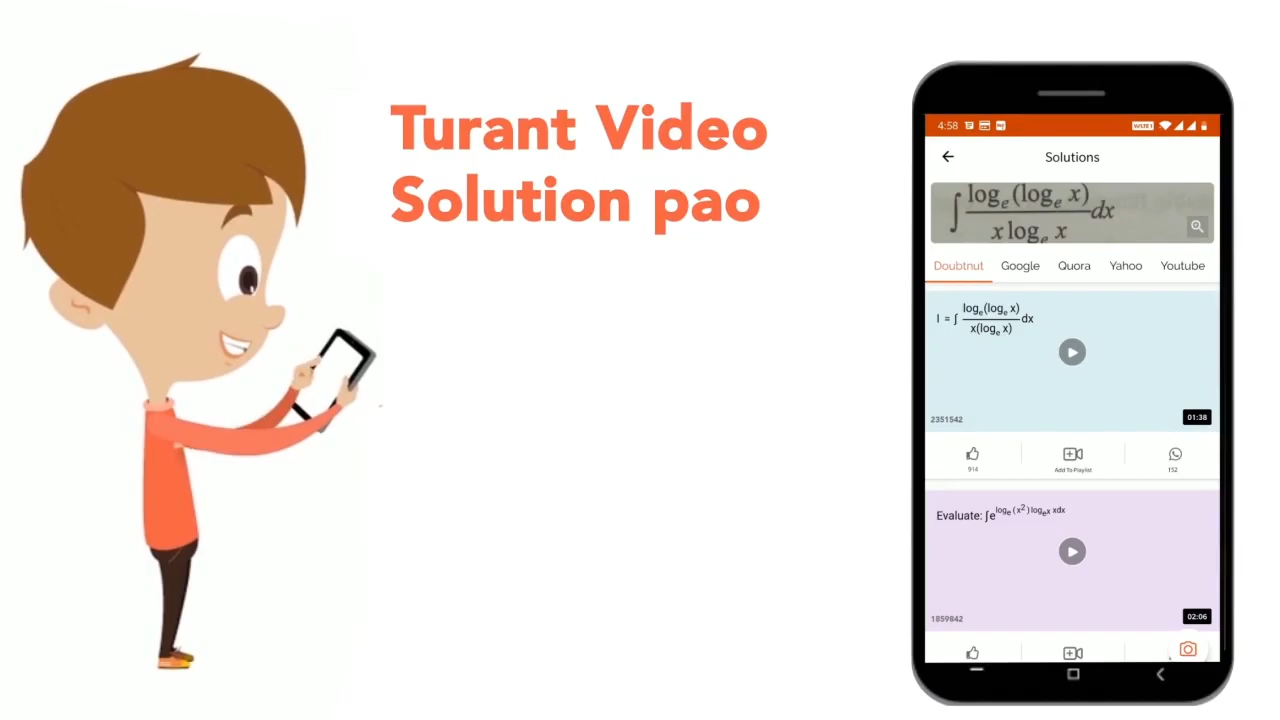 Turant Video
Solution pao
4:58
VoLTE1
Solutions
∫ logₑ(logₑ x) / x logₑ x dx
Doubtnut Google Quora Yahoo Youtube
I = ∫ logₑ(logₑ x) / x(logₑ x) dx
2351542 01:38
914 Add To Playlist 152
Evaluate: ∫e^logₑ(x²)logₑx xdx
1859842 02:06